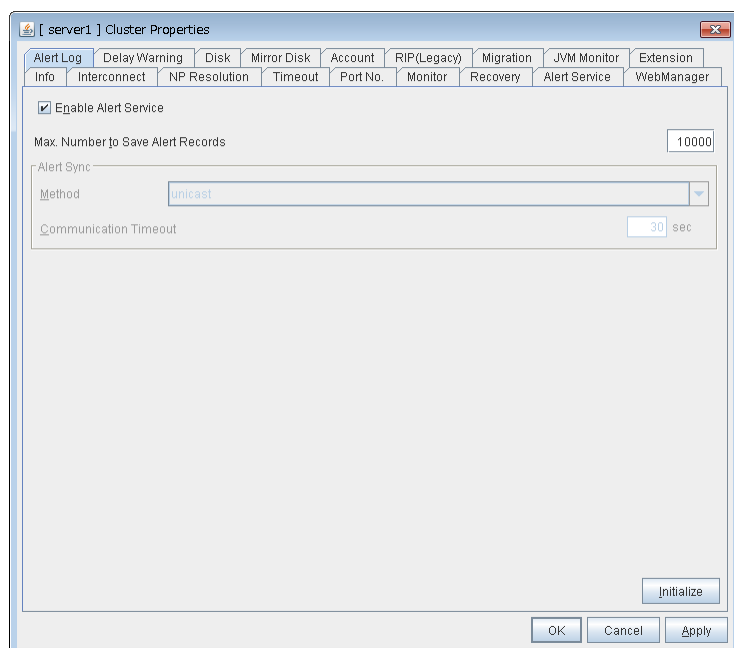 [ server1 ] Cluster Properties
Alert Log Delay Warning Disk Mirror Disk Account RIP(Legacy) Migration JVM Monitor Extension
Info Interconnect NP Resolution Timeout Port No. Monitor Recovery Alert Service WebManager
Enable Alert Service
Max. Number to Save Alert Records 10000
Alert Sync
Method unicast
Communication Timeout 30 sec
Initialize
OK Cancel Apply